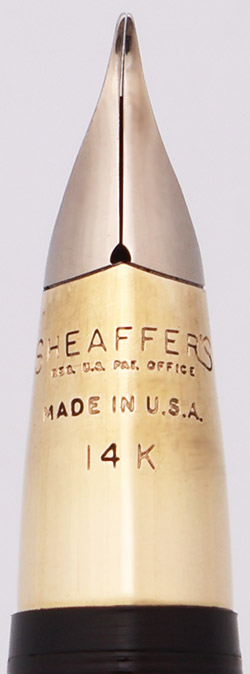 SHEAFFER'S
REG. U.S. PAT. OFFICE
MADE IN U.S.A.
14 K